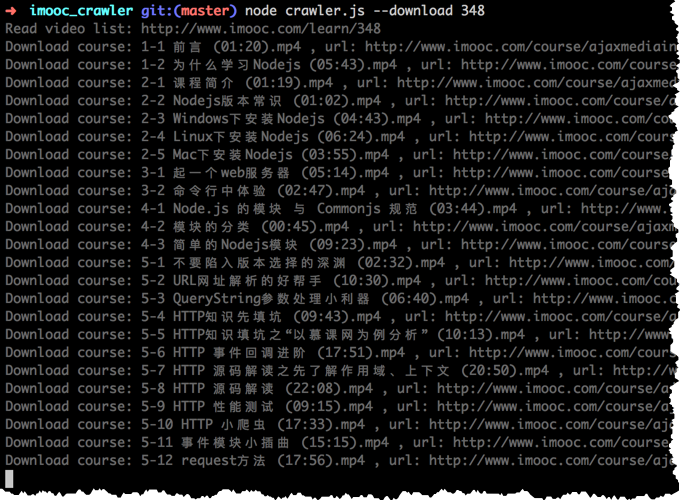 ➜ imooc_crawler git:(master) node crawler.js --download 348
Read video list: http://www.imooc.com/learn/348
Download course: 1-1 前言 (01:20).mp4 , url: http://www.imooc.com/course/ajaxmediain
Download course: 1-2 为什么学习Nodejs (05:43).mp4 , url: http://www.imooc.com/course/
Download course: 2-1 课程简介 (01:19).mp4 , url: http://www.imooc.com/course/ajaxmed
Download course: 2-2 Nodejs版本常识 (01:02).mp4 , url: http://www.imooc.com/course/a
Download course: 2-3 Windows下安装Nodejs (04:43).mp4 , url: http://www.imooc.com/cou
Download course: 2-4 Linux下安装Nodejs (06:24).mp4 , url: http://www.imooc.com/cours
Download course: 2-5 Mac下安装Nodejs (03:55).mp4 , url: http://www.imooc.com/course/
Download course: 3-1 起一个web服务器 (05:14).mp4 , url: http://www.imooc.com/course/
Download course: 3-2 命令行中体验 (02:47).mp4 , url: http://www.imooc.com/course/ajo
Download course: 4-1 Node.js 的模块 与 Commonjs 规范 (03:44).mp4 , url: http://www.
Download course: 4-2 模块的分类 (00:45).mp4 , url: http://www.imooc.com/course/ajaxm
Download course: 4-3 简单的Nodejs模块 (09:23).mp4 , url: http://www.imooc.com/course
Download course: 5-1 不要陷入版本选择的深渊 (02:32).mp4 , url: http://www.imooc.com/
Download course: 5-2 URL网址解析的好帮手 (10:30).mp4 , url: http://www.imooc.com/cou
Download course: 5-3 QueryString参数处理小利器 (06:40).mp4 , url: http://www.imooc.
Download course: 5-4 HTTP知识先填坑 (09:43).mp4 , url: http://www.imooc.com/course/
Download course: 5-5 HTTP知识填坑之“以慕课网为例分析” (10:13).mp4 , url: http://www.
Download course: 5-6 HTTP 事件回调进阶 (17:51).mp4 , url: http://www.imooc.com/cour
Download course: 5-7 HTTP 源码解读之先了解作用域、上下文 (20:50).mp4 , url: http://www
Download course: 5-8 HTTP 源码解读 (22:08).mp4 , url: http://www.imooc.com/course/a
Download course: 5-9 HTTP 性能测试 (09:15).mp4 , url: http://www.imooc.com/course/a
Download course: 5-10 HTTP 小爬虫 (17:33).mp4 , url: http://www.imooc.com/course/aj
Download course: 5-11 事件模块小插曲 (15:15).mp4 , url: http://www.imooc.com/course/
Download course: 5-12 request方法 (17:56).mp4 , url: http://www.imooc.com/course/aj